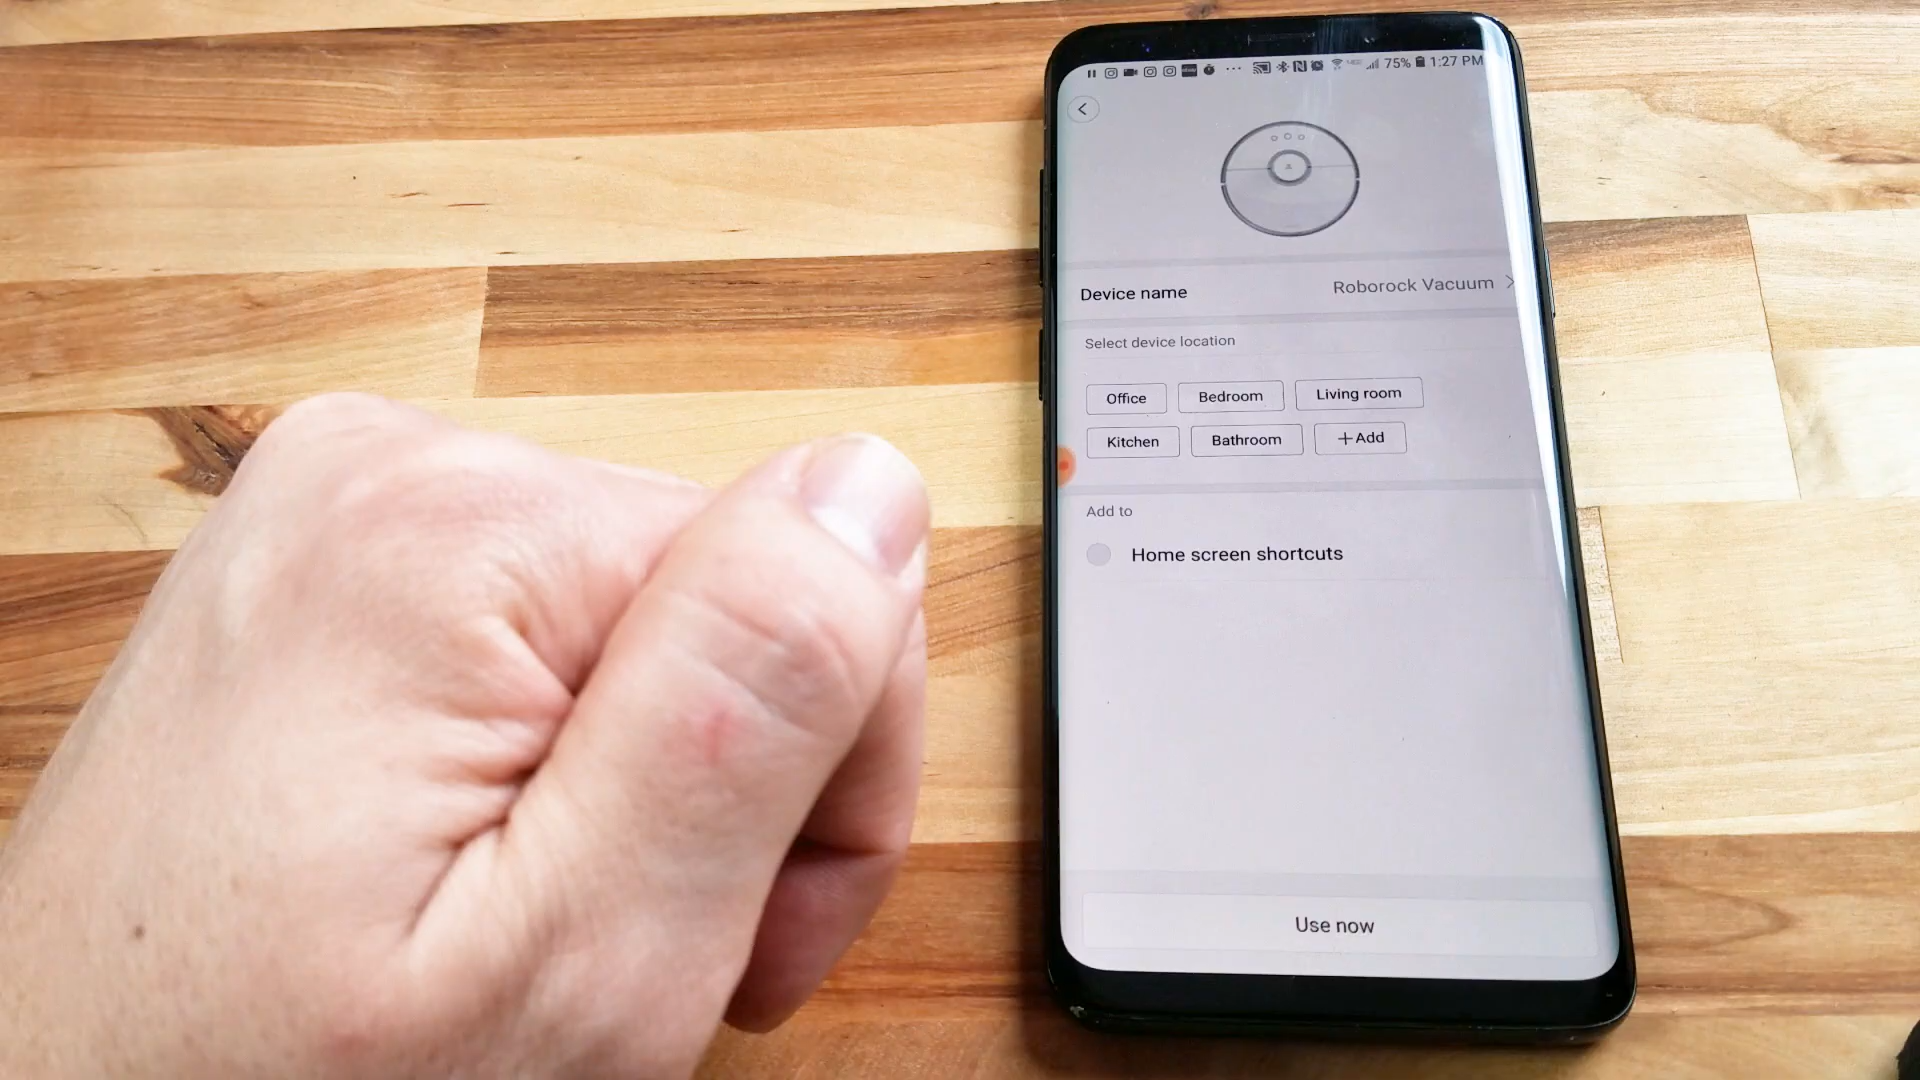 75% 1:27 PM
Device name Roborock Vacuum
Select device location
Office Bedroom Living room
Kitchen Bathroom +Add
Add to
Home screen shortcuts
Use now